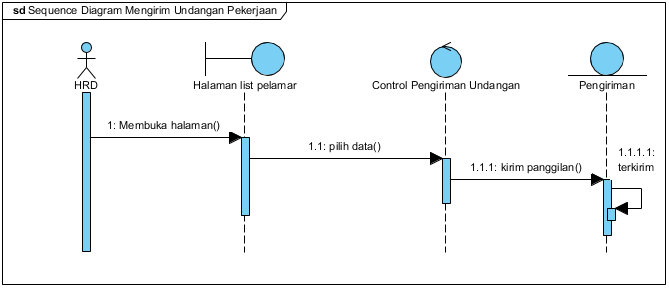 sd Sequence Diagram Mengirim Undangan Pekerjaan
HRD
Halaman list pelamar
Control Pengiriman Undangan
Pengiriman
1: Membuka halaman()
1.1: pilih data()
1.1.1: kirim panggilan()
1.1.1.1:
terkirim